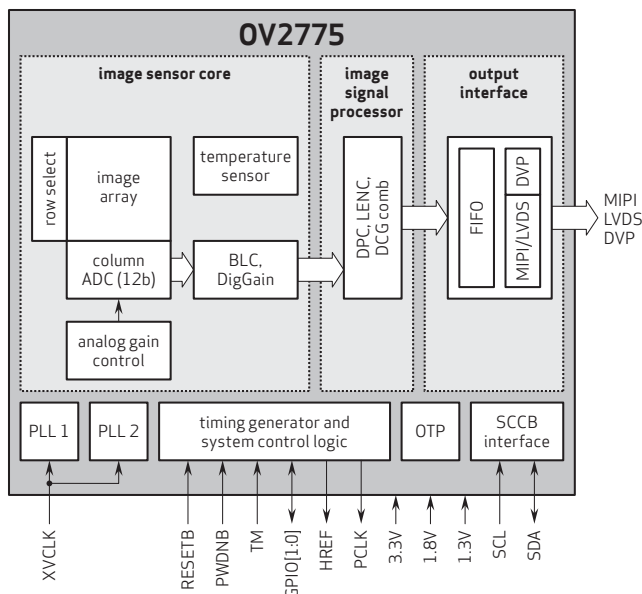 OV2775
image sensor core
image
signal
processor
output
interface
row select
image
array
temperature
sensor
column
ADC (12b)
BLC,
DigGain
analog gain
control
DPC, LENC,
DCG comb
FIFO
DVP
MIPI/LVDS
MIPI
LVDS
DVP
PLL 1
PLL 2
timing generator and
system control logic
OTP
SCCB
interface
XVCLK
RESETB
PWDNB
TM
GPIO[1:0]
HREF
PCLK
3.3V
1.8V
1.3V
SCL
SDA